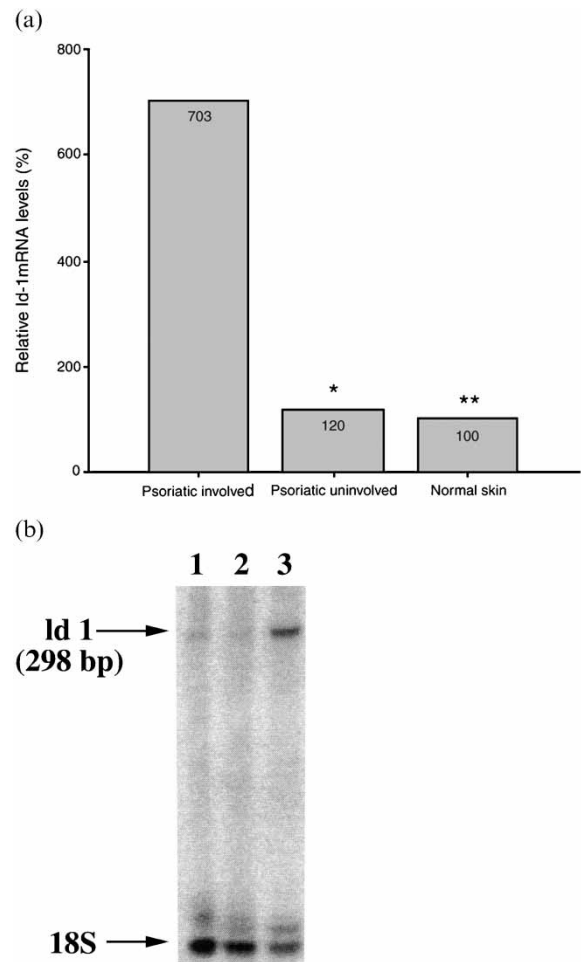 (a)
800
600
400
200
0
Relative Id-1mRNA levels (%)
703
*
120
**
100
Psoriatic involved
Psoriatic uninvolved
Normal skin
(b)
1 2 3
Id 1
(298 bp)
18S